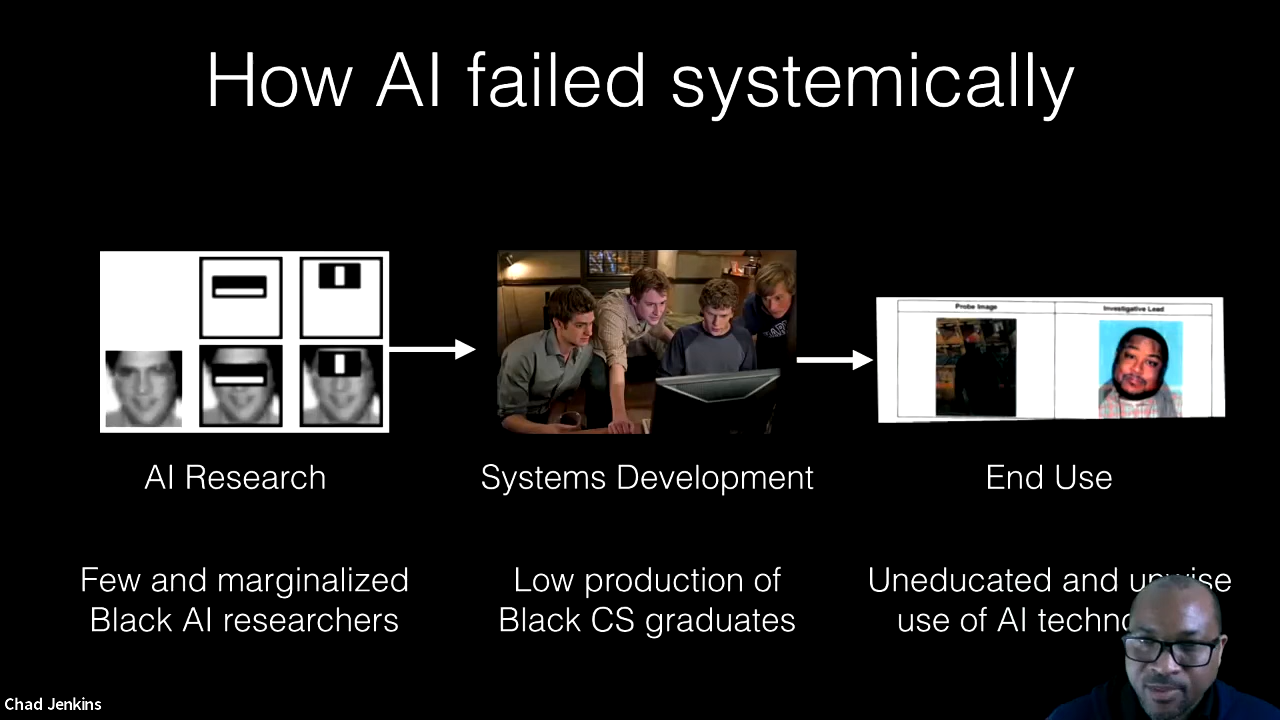 How AI failed systemically
Probe Image
Investigative Lead
AI Research
Systems Development
End Use
Few and marginalized
Black AI researchers
Low production of
Black CS graduates
Uneducated and
use of AI
Chad Jenkins